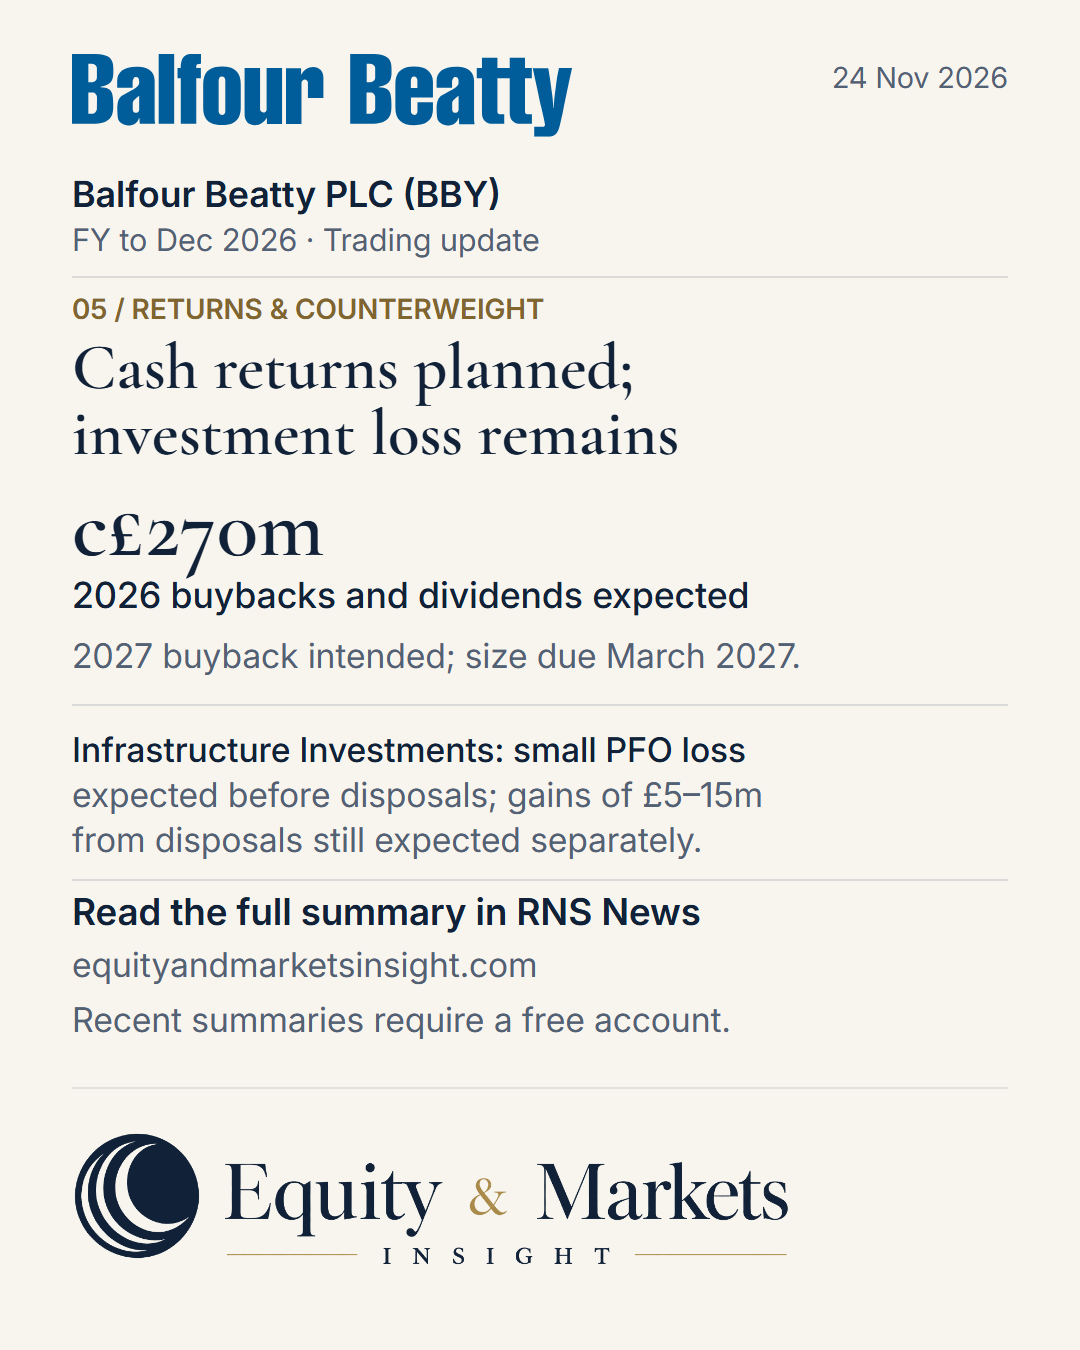 Balfour Beatty
24 Nov 2026
Balfour Beatty PLC (BBY)
FY to Dec 2026 · Trading update
05 / RETURNS & COUNTERWEIGHT
Cash returns planned;
investment loss remains
c£270m
2026 buybacks and dividends expected
2027 buyback intended; size due March 2027.
Infrastructure Investments: small PFO loss
expected before disposals; gains of £5–15m
from disposals still expected separately.
Read the full summary in RNS News
equityandmarketsinsight.com
Recent summaries require a free account.
Equity & Markets
INSIGHT